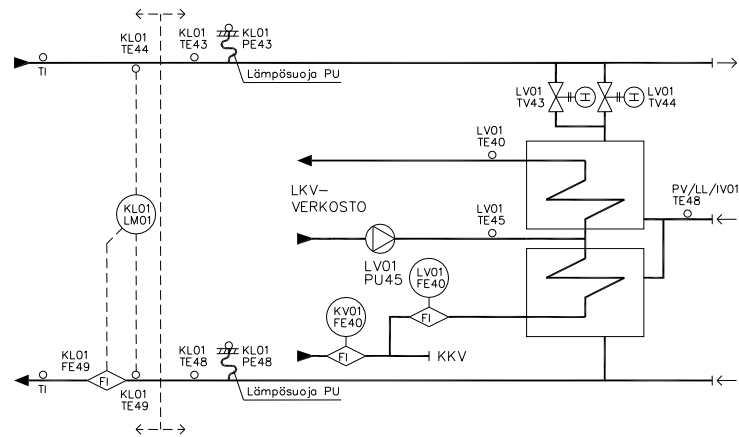 KL01
TE44
KL01
TE43
KL01
PE43
TI
Lämpösuoja PU
LV01
TV43
H
H
LV01
TV44
LV01
TE40
LKV-
VERKOSTO
PV/LL/IV01
TE48
KL01
LM01
LV01
TE45
LV01
PU45
LV01
FE40
FI
KV01
FE40
FI
KKV
KL01
FE49
FI
TI
KL01
TE49
KL01
TE48
KL01
PE48
Lämpösuoja PU